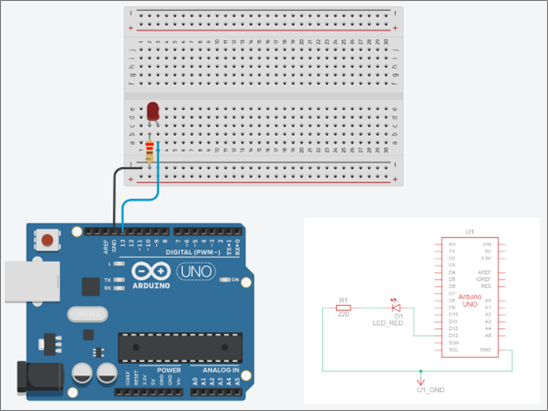 a b c d e
f g h i j
AREF
GND
13
12
~11
~10
~9
8
7
~6
~5
4
~3
2
TX→1
RX←0
DIGITAL (PWM~)
L
TX
RX
ARDUINO
UNO
ON
POWER
ANALOG IN
IOREF
RESET
3.3V
5V
GND
GND
Vin
A0
A1
A2
A3
A4
A5
U1
Arduino
UNO
RX
TX
D2
D3
D4
D5
D6
D7
D8
D9
D10
D11
D12
D13
SDA
SCL
VIN
5V
3.3V
AREF
IOREF
RES
A0
A1
A2
A3
A4
A5
GND
R1
220
D1
LED_RED
U1_GND